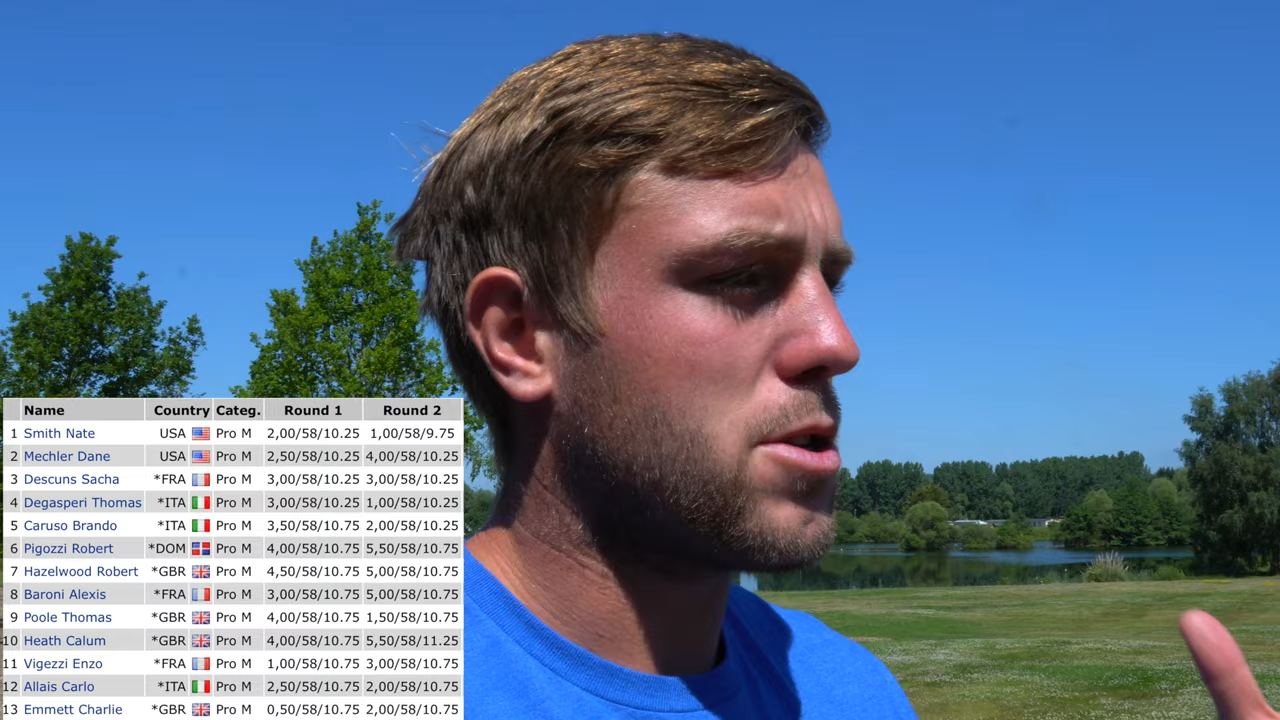 Name Country Categ. Round 1 Round 2
1 Smith Nate USA Pro M 2,00/58/10.25 1,00/58/9.75
2 Mechler Dane USA Pro M 2,50/58/10.25 4,00/58/10.25
3 Descuns Sacha *FRA Pro M 3,00/58/10.25 3,00/58/10.25
4 Degasperi Thomas *ITA Pro M 3,00/58/10.25 1,00/58/10.25
5 Caruso Brando *ITA Pro M 3,50/58/10.75 2,00/58/10.25
6 Pigozzi Robert *DOM Pro M 4,00/58/10.75 5,50/58/10.75
7 Hazelwood Robert *GBR Pro M 4,50/58/10.75 5,00/58/10.75
8 Baroni Alexis *FRA Pro M 3,00/58/10.75 5,00/58/10.75
9 Poole Thomas *GBR Pro M 4,00/58/10.75 1,50/58/10.75
10 Heath Calum *GBR Pro M 4,00/58/10.75 5,50/58/11.25
11 Vigezzi Enzo *FRA Pro M 1,00/58/10.75 3,00/58/10.75
12 Allais Carlo *ITA Pro M 2,50/58/10.75 2,00/58/10.75
13 Emmett Charlie *GBR Pro M 0,50/58/10.75 2,00/58/10.75